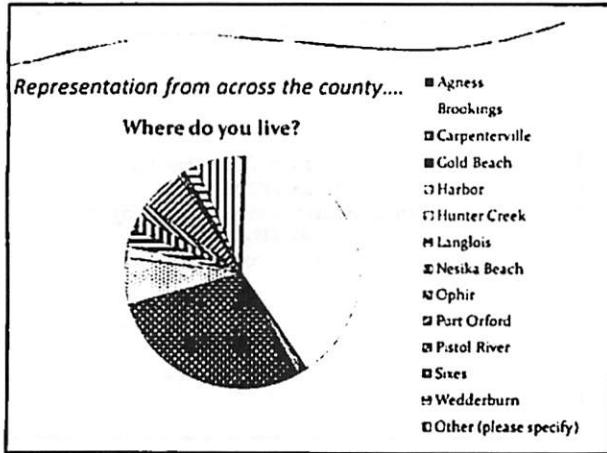 Representation from across the county....
Where do you live?
Agness
Brookings
Carpenterville
Gold Beach
Harbor
Hunter Creek
Langlois
Nesika Beach
Ophir
Port Orford
Pistol River
Sixes
Wedderburn
Other (please specify)